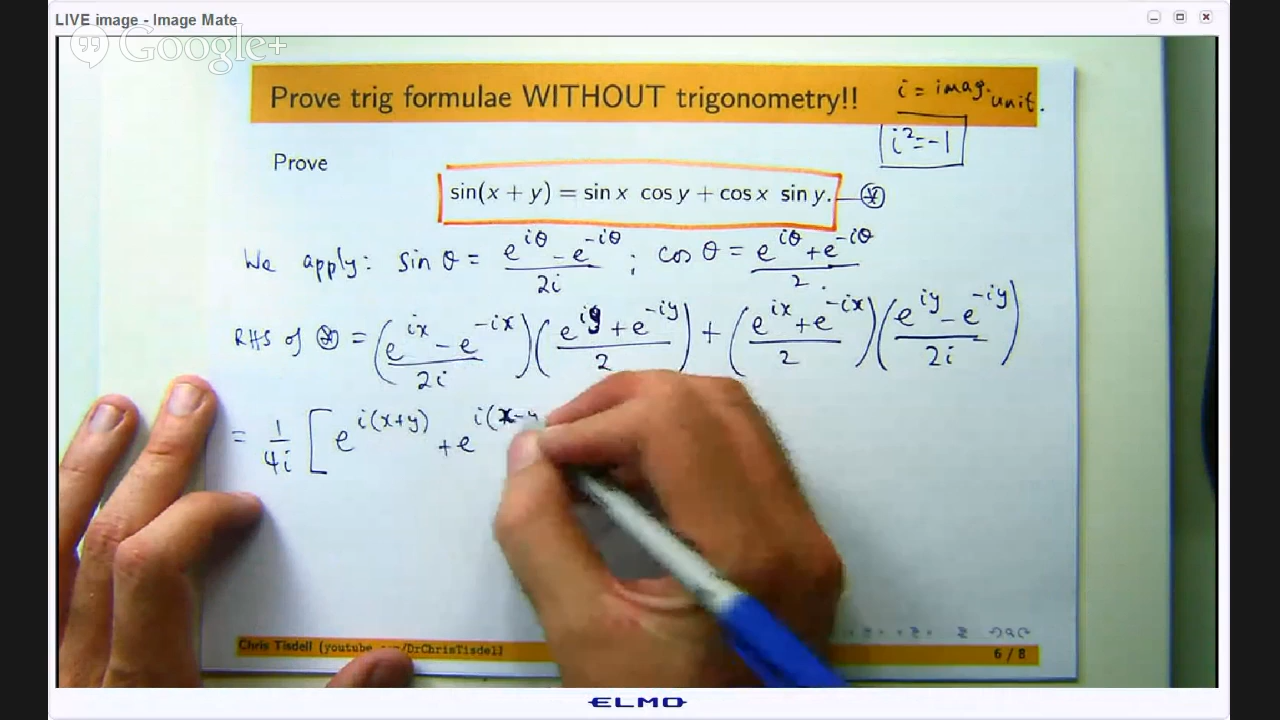 LIVE image - Image Mate
Google+
Prove trig formulae WITHOUT trigonometry!!
i = imag. unit.
i² = -1
Prove
sin(x + y) = sin x cos y + cos x sin y. — ⊛
We apply: sin θ = (e^{iθ} - e^{-iθ})/2i ; cos θ = (e^{iθ} + e^{-iθ})/2.
RHS of ⊛ = ((e^{ix} - e^{-ix})/2i) ((e^{iy} + e^{-iy})/2) + ((e^{ix} + e^{-ix})/2) ((e^{iy} - e^{-iy})/2i)
= 1/4i [ e^{i(x+y)} + e^{i(x-y
Chris Tisdell (youtube /DrChrisTisdell
6 / 8
ELMO